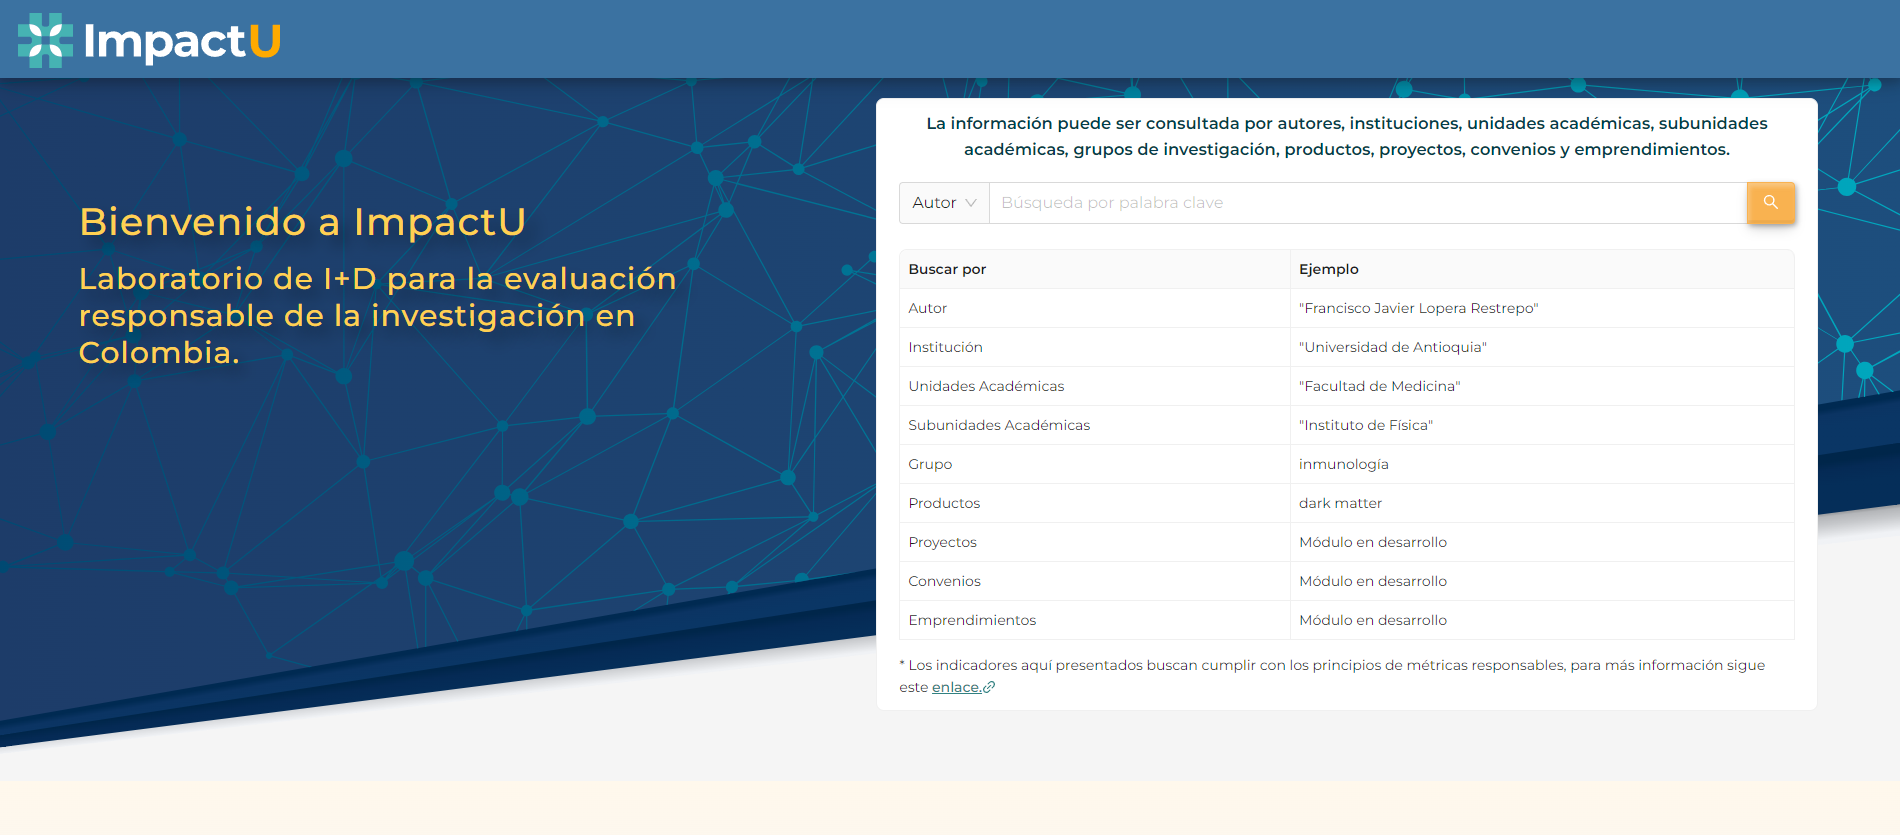 ImpactU
Bienvenido a ImpactU
Laboratorio de I+D para la evaluación
responsable de la investigación en
Colombia.
La información puede ser consultada por autores, instituciones, unidades académicas, subunidades
académicas, grupos de investigación, productos, proyectos, convenios y emprendimientos.
Autor Búsqueda por palabra clave
Buscar por Ejemplo
Autor "Francisco Javier Lopera Restrepo"
Institución "Universidad de Antioquia"
Unidades Académicas "Facultad de Medicina"
Subunidades Académicas "Instituto de Física"
Grupo inmunología
Productos dark matter
Proyectos Módulo en desarrollo
Convenios Módulo en desarrollo
Emprendimientos Módulo en desarrollo
* Los indicadores aquí presentados buscan cumplir con los principios de métricas responsables, para más información sigue
este enlace.